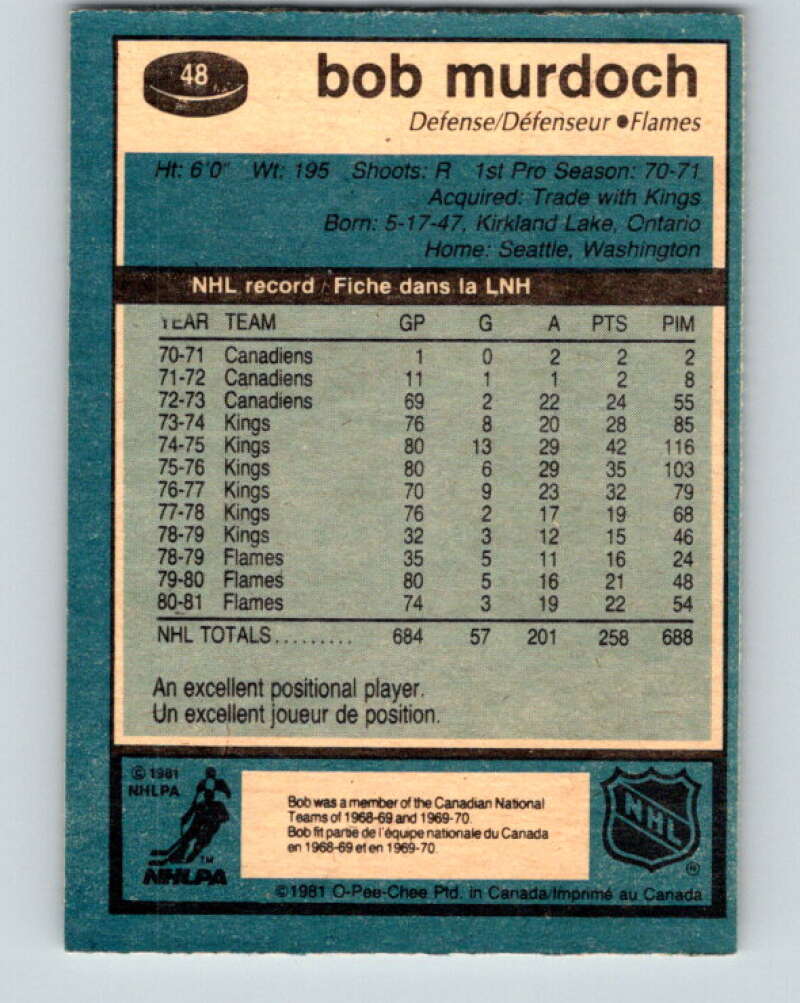 48
bob murdoch
Defense/Défenseur ●Flames
Ht: 6'0" Wt: 195 Shoots: R 1st Pro Season: 70-71
Acquired: Trade with Kings
Born: 5-17-47, Kirkland Lake, Ontario
Home: Seattle, Washington
NHL record / Fiche dans la LNH
YEAR TEAM GP G A PTS PIM
70-71 Canadiens 1 0 2 2 2
71-72 Canadiens 11 1 1 2 8
72-73 Canadiens 69 2 22 24 55
73-74 Kings 76 8 20 28 85
74-75 Kings 80 13 29 42 116
75-76 Kings 80 6 29 35 103
76-77 Kings 70 9 23 32 79
77-78 Kings 76 2 17 19 68
78-79 Kings 32 3 12 15 46
78-79 Flames 35 5 11 16 24
79-80 Flames 80 5 16 21 48
80-81 Flames 74 3 19 22 54
NHL TOTALS......... 684 57 201 258 688
An excellent positional player.
Un excellent joueur de position.
© 1981
NHLPA
TM
NHLPA
Bob was a member of the Canadian National
Teams of 1968-69 and 1969-70.
Bob fit partie de l'équipe nationale du Canada
en 1968-69 et en 1969-70.
NHL
®
©1981 O-Pee-Chee Ptd. in Canada/Imprimé au Canada